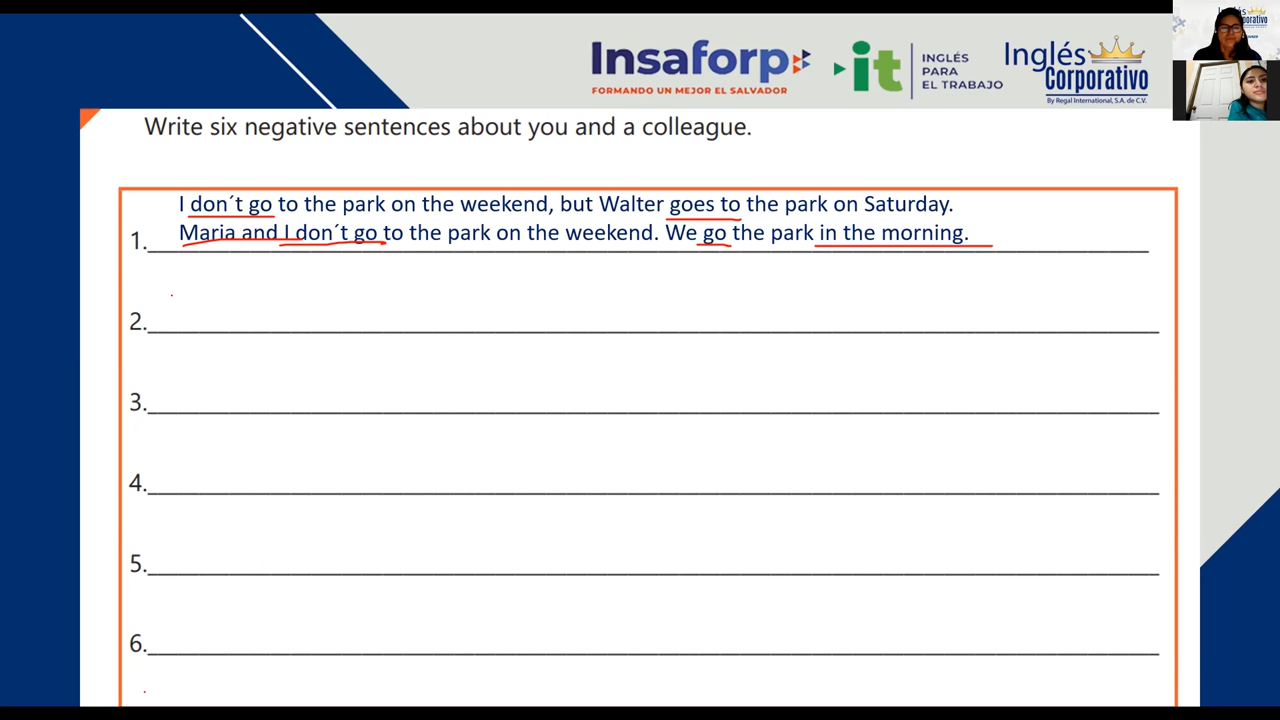 Insaforp
FORMANDO UN MEJOR EL SALVADOR
it
INGLÉS
PARA
EL TRABAJO
Inglés
Corporativo
By Regal International, S.A. de C.V.
Write six negative sentences about you and a colleague.
I don´t go to the park on the weekend, but Walter goes to the park on Saturday.
Maria and I don´t go to the park on the weekend. We go the park in the morning.
1.
2.
3.
4.
5.
6.